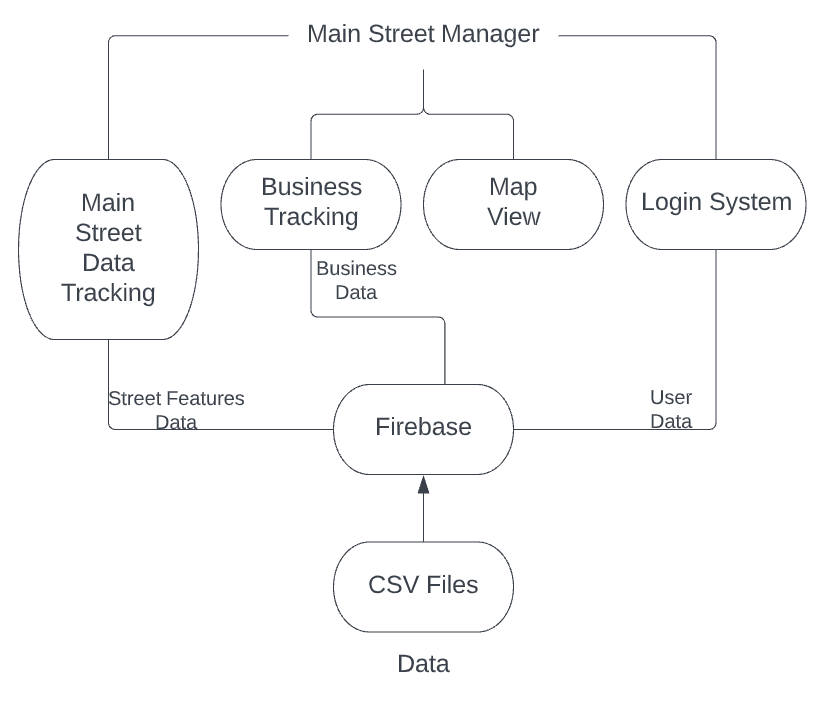 Main Street Manager
Main
Street
Data
Tracking
Business
Tracking
Map
View
Login System
Business
Data
Street Features
Data
User
Data
Firebase
CSV Files
Data